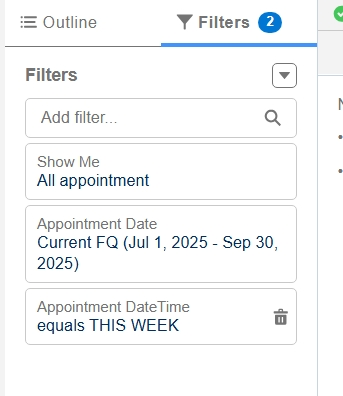 Outline
Filters 2
Filters
Add filter...
Show Me
All appointment
Appointment Date
Current FQ (Jul 1, 2025 - Sep 30,
2025)
Appointment DateTime
equals THIS WEEK